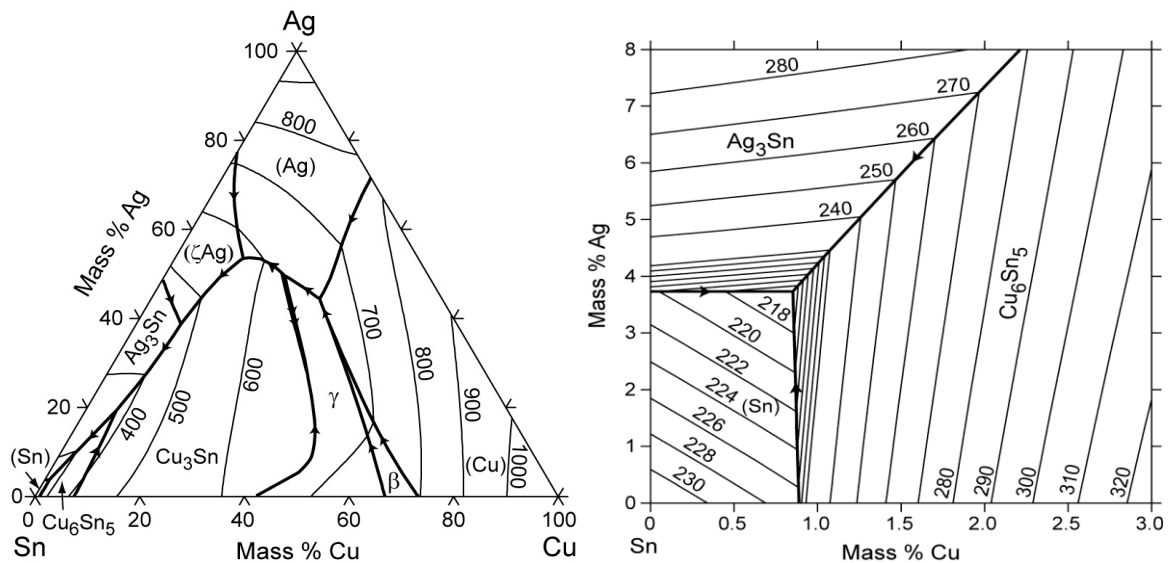 Ag
100
800
80
(Ag)
Mass % Ag
60
(ζAg)
40
Ag3Sn
700
800
600
500
900
400
20
γ
(Sn)
Cu3Sn
(Cu)
1000
β
0
0
Cu6Sn5
20
40
60
80
100
Sn
Mass % Cu
Cu
8
280
7
270
Ag3Sn
260
6
250
5
240
Mass % Ag
4
218
3
220
Cu6Sn5
222
2
224
(Sn)
226
1
228
230
280
290
300
310
320
0
0
0.5
1.0
1.5
2.0
2.5
3.0
Sn
Mass % Cu